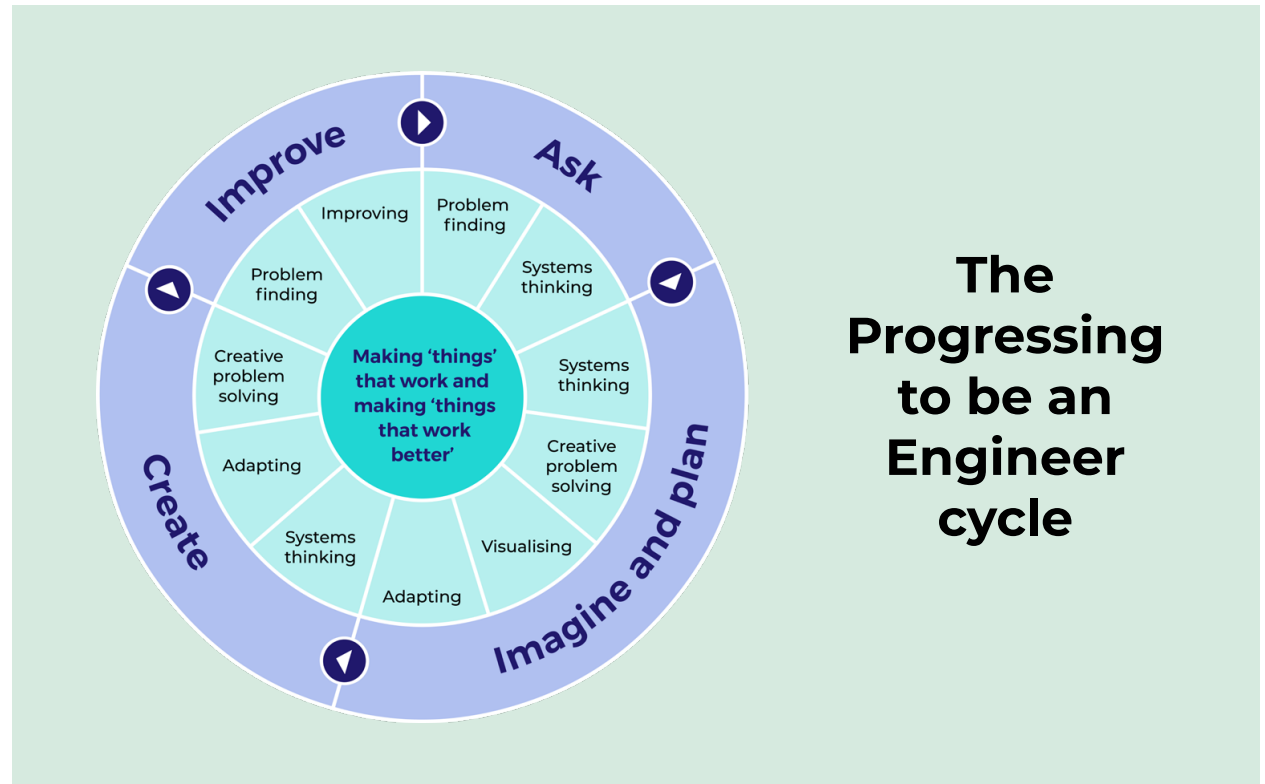 Improve
Ask
Imagine and plan
Create
Improving
Problem
finding
Systems
thinking
Systems
thinking
Creative
problem
solving
Visualising
Adapting
Systems
thinking
Adapting
Creative
problem
solving
Problem
finding
Making ‘things’
that work and
making ‘things
that work
better’
The
Progressing
to be an
Engineer
cycle